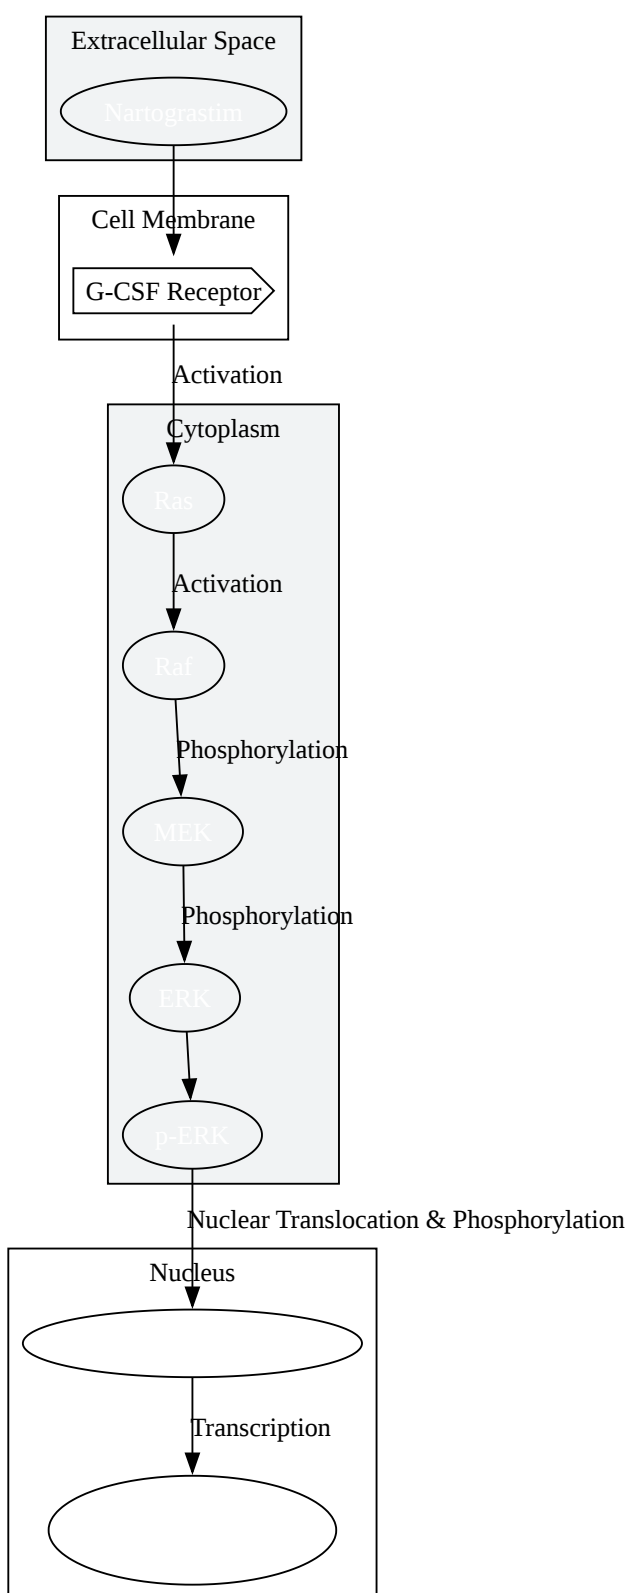 Extracellular Space
Nartograstim
Cell Membrane
G-CSF Receptor
Activation
Cytoplasm
Ras
Activation
Raf
Phosphorylation
MEK
Phosphorylation
ERK
p-ERK
Nuclear Translocation & Phosphorylation
Nucleus
Transcription